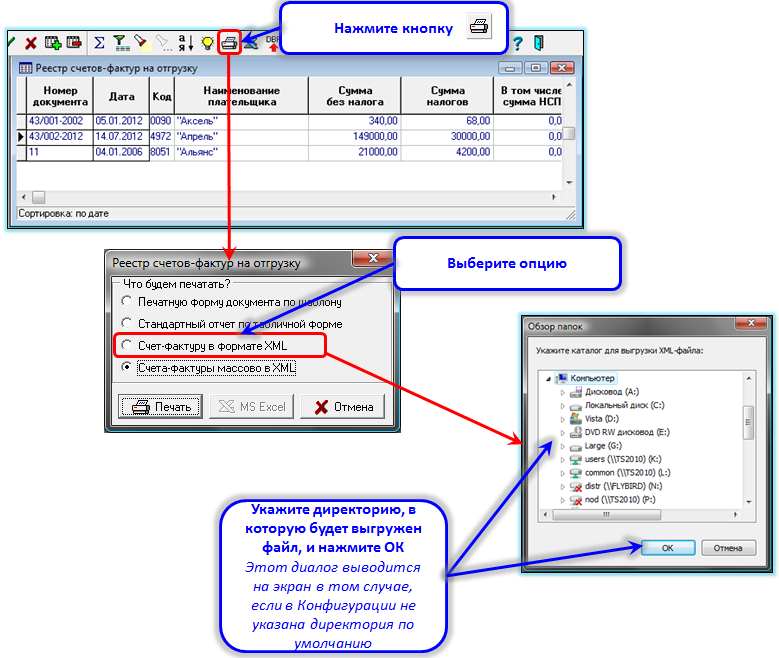 Нажмите кнопку
DBF
Реестр счетов-фактур на отгрузку
Номер документа Дата Код Наименование плательщика Сумма без налога Сумма налогов В том числе сумма НСП
43/001-2002 05.01.2012 0090 "Аксель" 340,00 68,00 0,0
43/002-2012 14.07.2012 4972 "Апрель" 149000,00 30000,00 0,0
11 04.01.2006 8051 "Альянс" 21000,00 4200,00 0,0
Сортировка: по дате
Реестр счетов-фактур на отгрузку
Что будем печатать?
Печатную форму документа по шаблону
Стандартный отчет по табличной форме
Счет-фактуру в формате XML
Счета-фактуры массово в XML
Печать MS Excel Отмена
Выберите опцию
Обзор папок
Укажите каталог для выгрузки XML-файла:
Компьютер
Дисковод (A:)
Локальный диск (C:)
Vista (D:)
DVD RW дисковод (E:)
Large (G:)
users (\\TS2010) (K:)
common (\\TS2010) (L:)
distr (\\FLYBIRD) (N:)
nod (\\TS2010) (P:)
OK Отмена
Укажите директорию, в
которую будет выгружен
файл, и нажмите ОК
Этот диалог выводится
на экран в том случае,
если в Конфигурации не
указана директория по
умолчанию